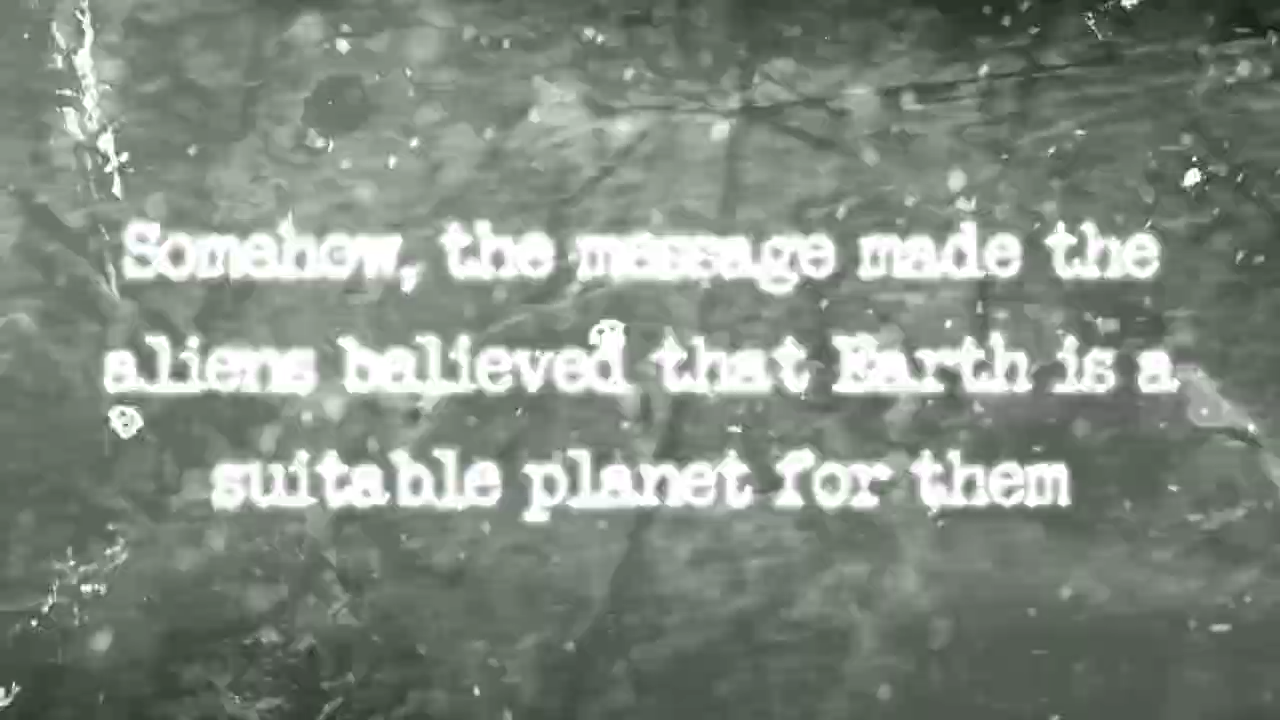 Somehow, the message made the
aliens believed that Earth is a
suitable planet for them